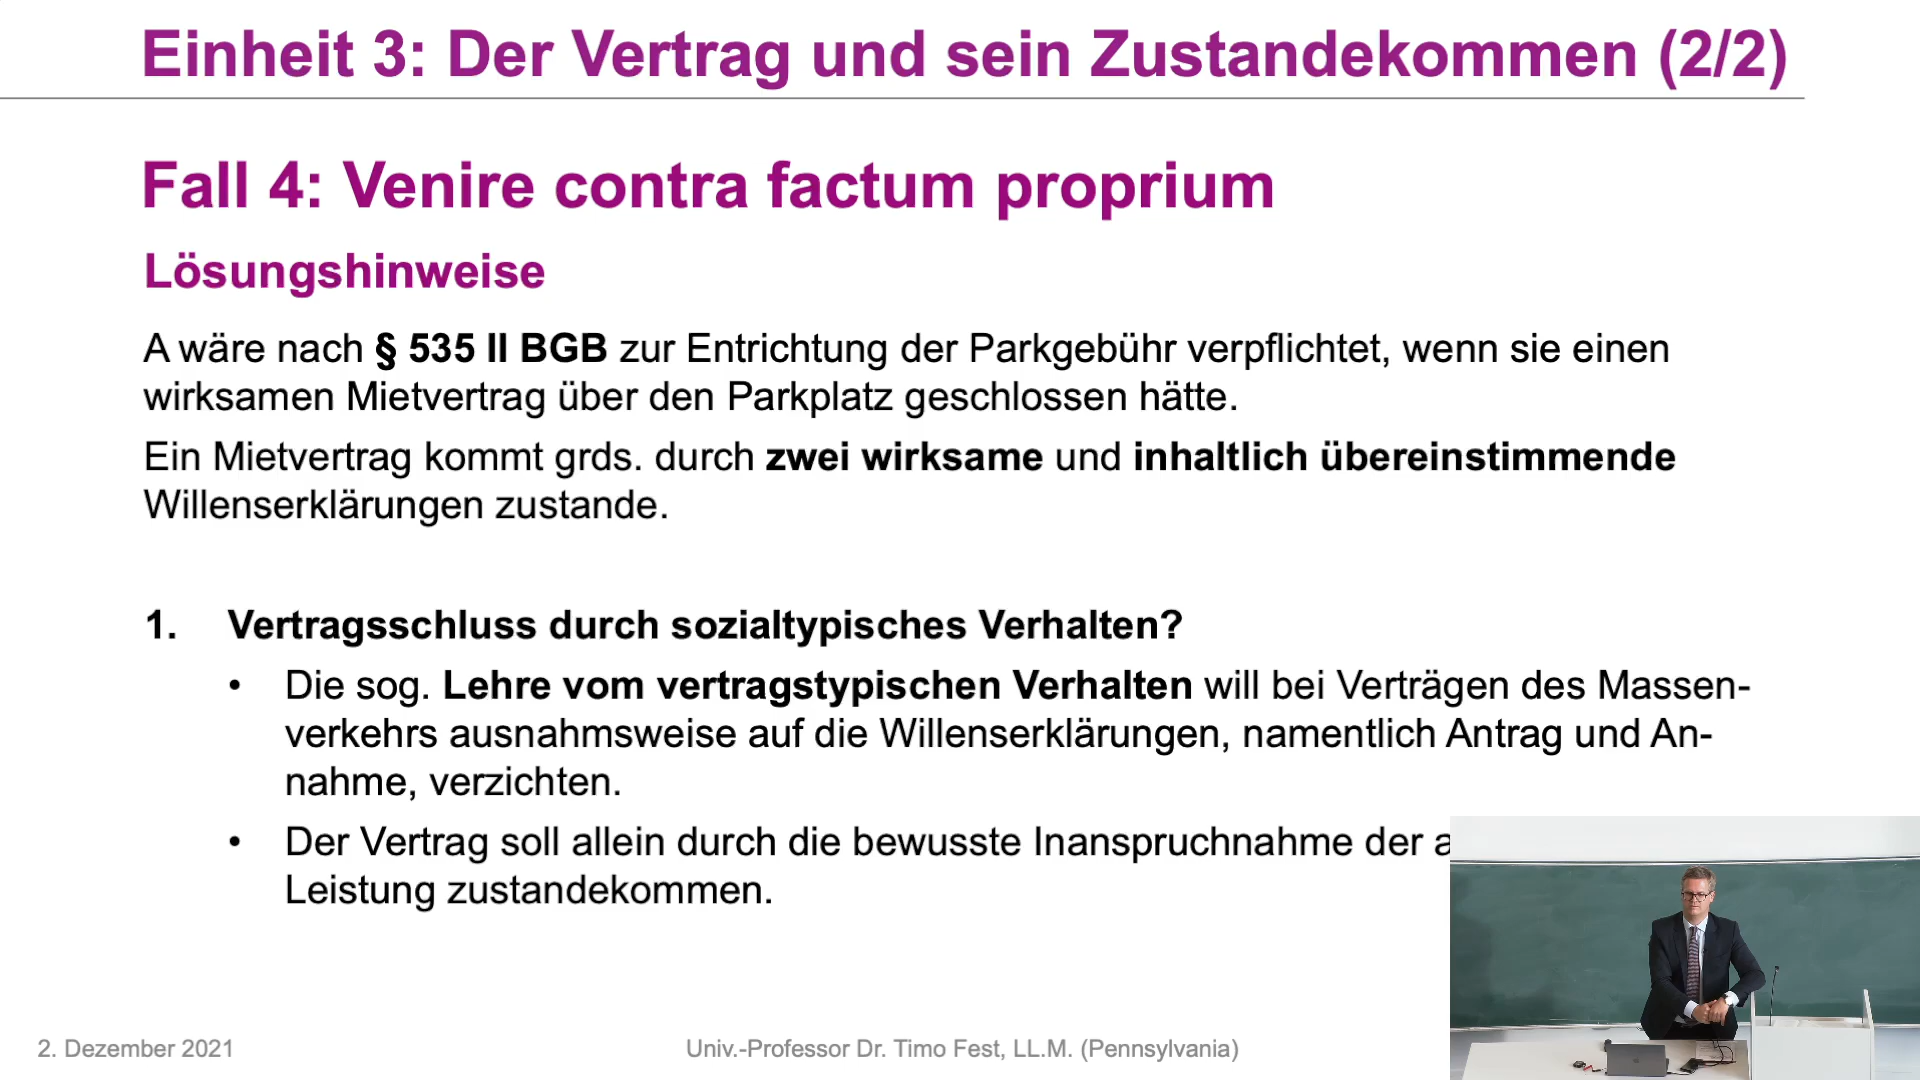 Einheit 3: Der Vertrag und sein Zustandekommen (2/2)
Fall 4: Venire contra factum proprium
Lösungshinweise
A wäre nach § 535 II BGB zur Entrichtung der Parkgebühr verpflichtet, wenn sie einen
wirksamen Mietvertrag über den Parkplatz geschlossen hätte.
Ein Mietvertrag kommt grds. durch zwei wirksame und inhaltlich übereinstimmende
Willenserklärungen zustande.
1. Vertragsschluss durch sozialtypisches Verhalten?
• Die sog. Lehre vom vertragstypischen Verhalten will bei Verträgen des Massen-
verkehrs ausnahmsweise auf die Willenserklärungen, namentlich Antrag und An-
nahme, verzichten.
• Der Vertrag soll allein durch die bewusste Inanspruchnahme der
Leistung zustandekommen.
2. Dezember 2021
Univ.-Professor Dr. Timo Fest, LL.M. (Pennsylvania)